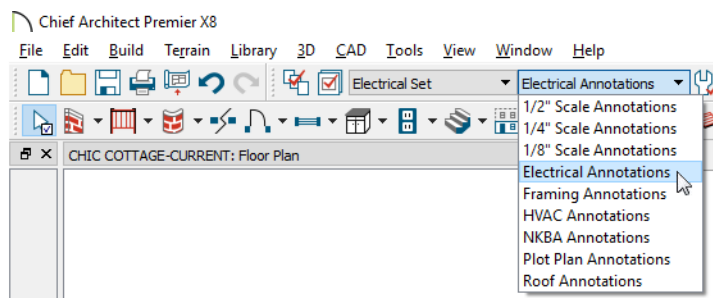 Chief Architect Premier X8
File Edit Build Terrain Library 3D CAD Tools View Window Help
Electrical Set Electrical Annotations
1/2" Scale Annotations
1/4" Scale Annotations
1/8" Scale Annotations
CHIC COTTAGE-CURRENT: Floor Plan
Electrical Annotations
Framing Annotations
HVAC Annotations
NKBA Annotations
Plot Plan Annotations
Roof Annotations